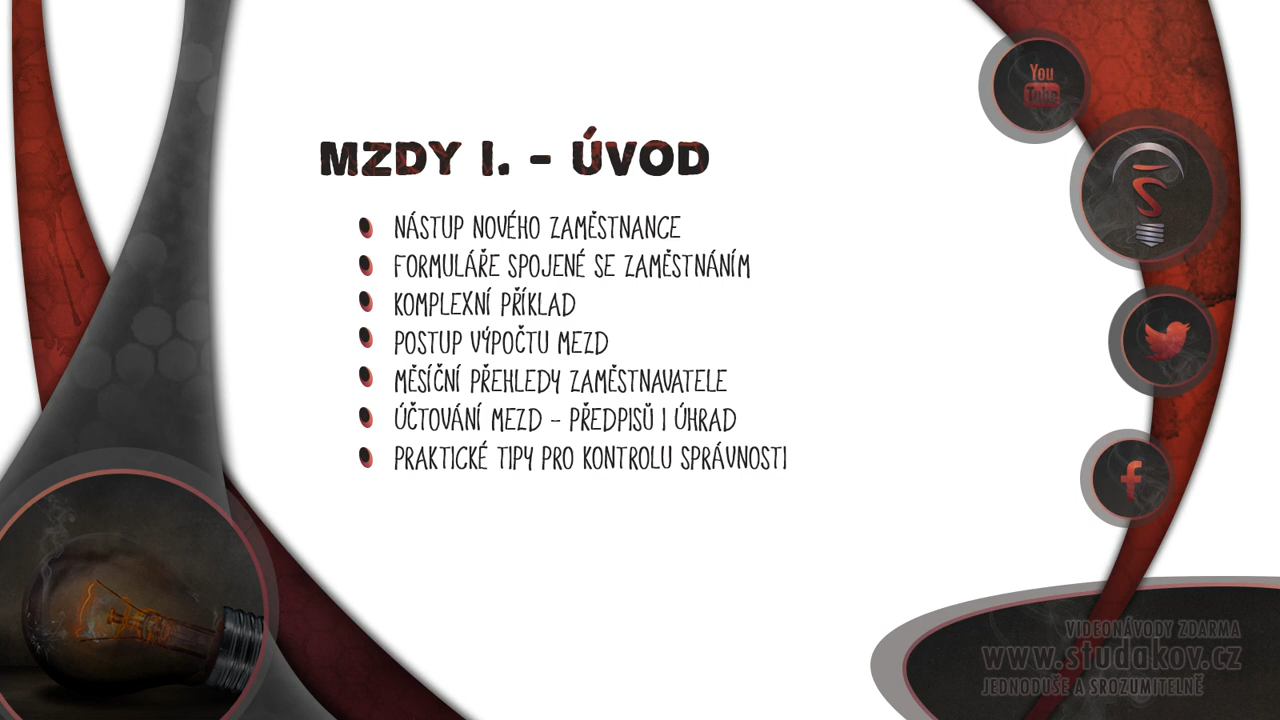 MZDY I. - ÚVOD
NÁSTUP NOVÉHO ZAMĚSTNANCE
FORMULÁŘE SPOJENÉ SE ZAMĚSTNÁNÍM
KOMPLEXNÍ PŘÍKLAD
POSTUP VÝPOČTU MEZD
MĚSÍČNÍ PŘEHLEDY ZAMĚSTNAVATELE
ÚČTOVÁNÍ MEZD - PŘEDPISŮ I ÚHRAD
PRAKTICKÉ TIPY PRO KONTROLU SPRÁVNOSTI
You
Tube
VIDEONÁVODY ZDARMA
www.studakov.cz
JEDNODUŠE A SROZUMITELNĚ